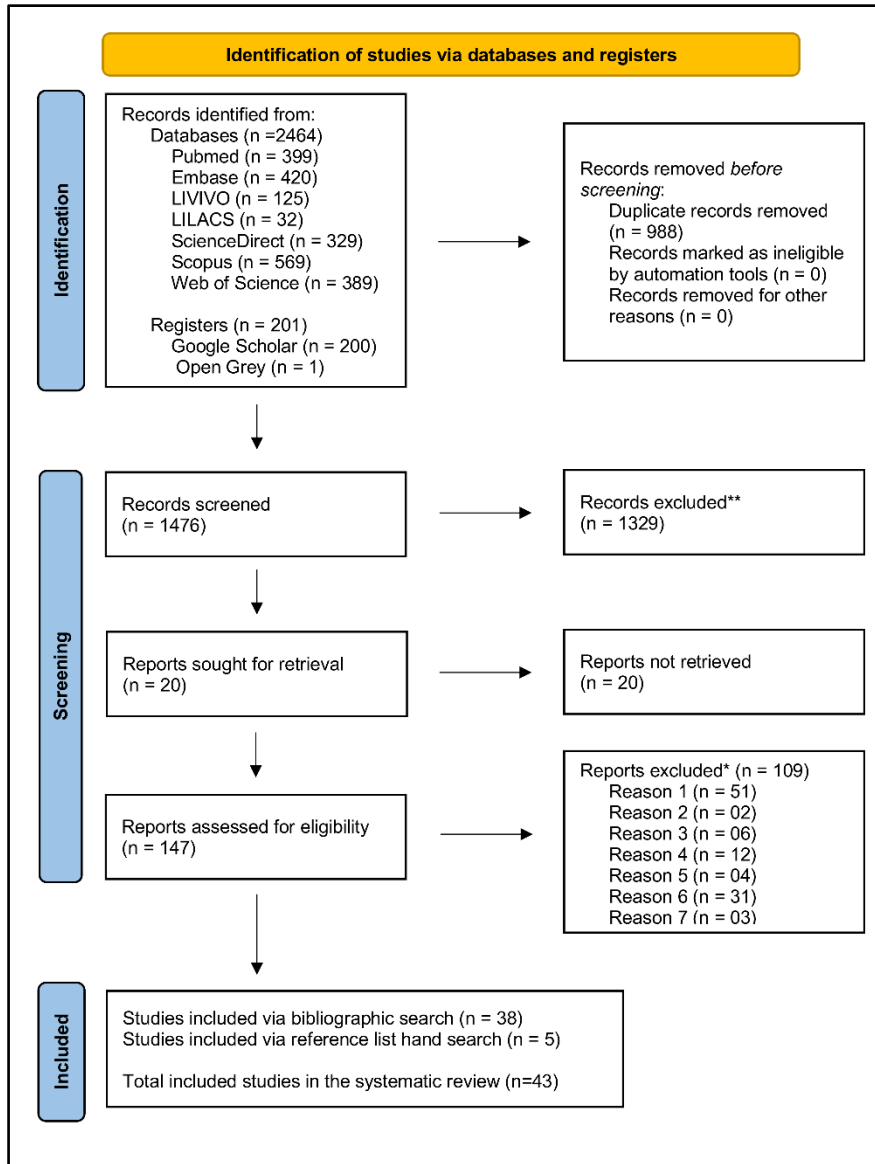 Identification of studies via databases and registers
Identification
Records identified from:
Databases (n =2464)
Pubmed (n = 399)
Embase (n = 420)
LIVIVO (n = 125)
LILACS (n = 32)
ScienceDirect (n = 329)
Scopus (n = 569)
Web of Science (n = 389)
Registers (n = 201)
Google Scholar (n = 200)
Open Grey (n = 1)
Records removed before
screening:
Duplicate records removed
(n = 988)
Records marked as ineligible
by automation tools (n = 0)
Records removed for other
reasons (n = 0)
Screening
Records screened
(n = 1476)
Records excluded**
(n = 1329)
Reports sought for retrieval
(n = 20)
Reports not retrieved
(n = 20)
Reports assessed for eligibility
(n = 147)
Reports excluded* (n = 109)
Reason 1 (n = 51)
Reason 2 (n = 02)
Reason 3 (n = 06)
Reason 4 (n = 12)
Reason 5 (n = 04)
Reason 6 (n = 31)
Reason 7 (n = 03)
Included
Studies included via bibliographic search (n = 38)
Studies included via reference list hand search (n = 5)
Total included studies in the systematic review (n=43)